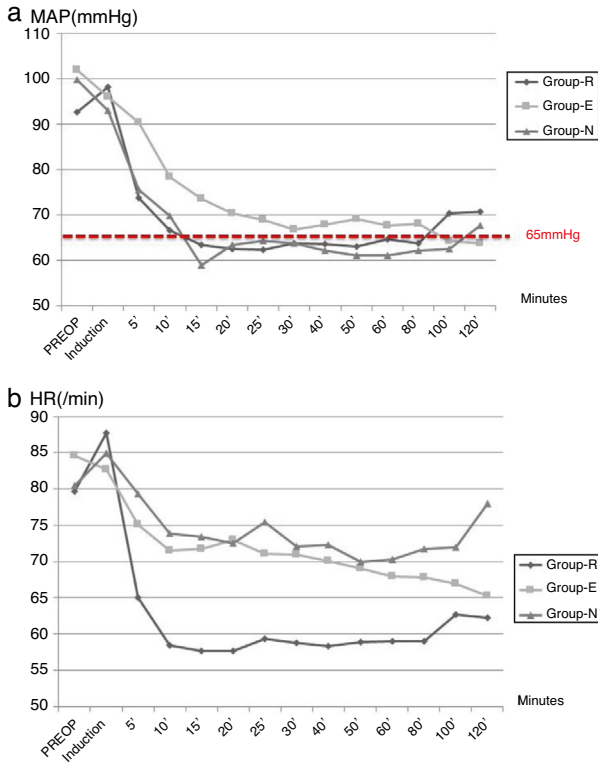 a MAP(mmHg)
110
100
90
80
70
60
50
65mmHg
Group-R
Group-E
Group-N
Minutes
PREOP
Induction
5'
10'
15'
20'
25'
30'
40'
50'
60'
80'
100'
120'
b HR(/min)
90
85
80
75
70
65
60
55
50
Group-R
Group-E
Group-N
Minutes
PREOP
Induction
5'
10'
15'
20'
25'
30'
40'
50'
60'
80'
100'
120'